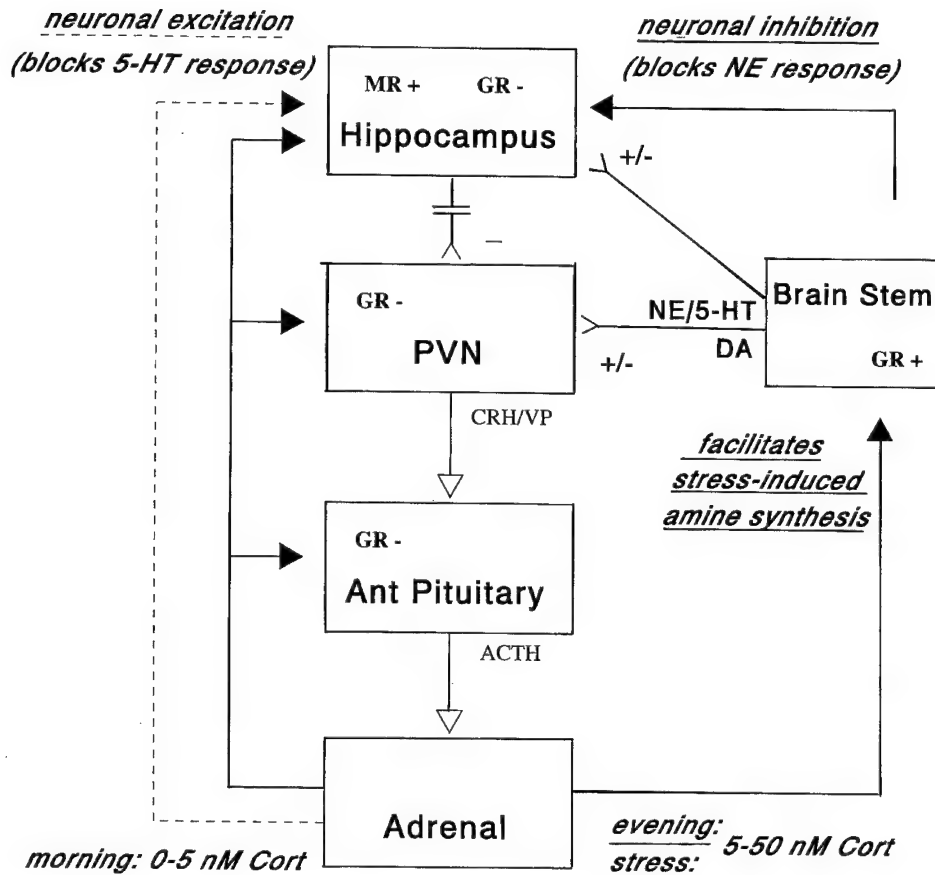 neuronal excitation
(blocks 5-HT response)
neuronal inhibition
(blocks NE response)
MR + GR -
Hippocampus
+/-
–
GR -
PVN
NE/5-HT
DA
+/-
Brain Stem
GR +
CRH/VP
facilitates
stress-induced
amine synthesis
GR -
Ant Pituitary
ACTH
Adrenal
morning: 0-5 nM Cort
evening:
stress: 5-50 nM Cort